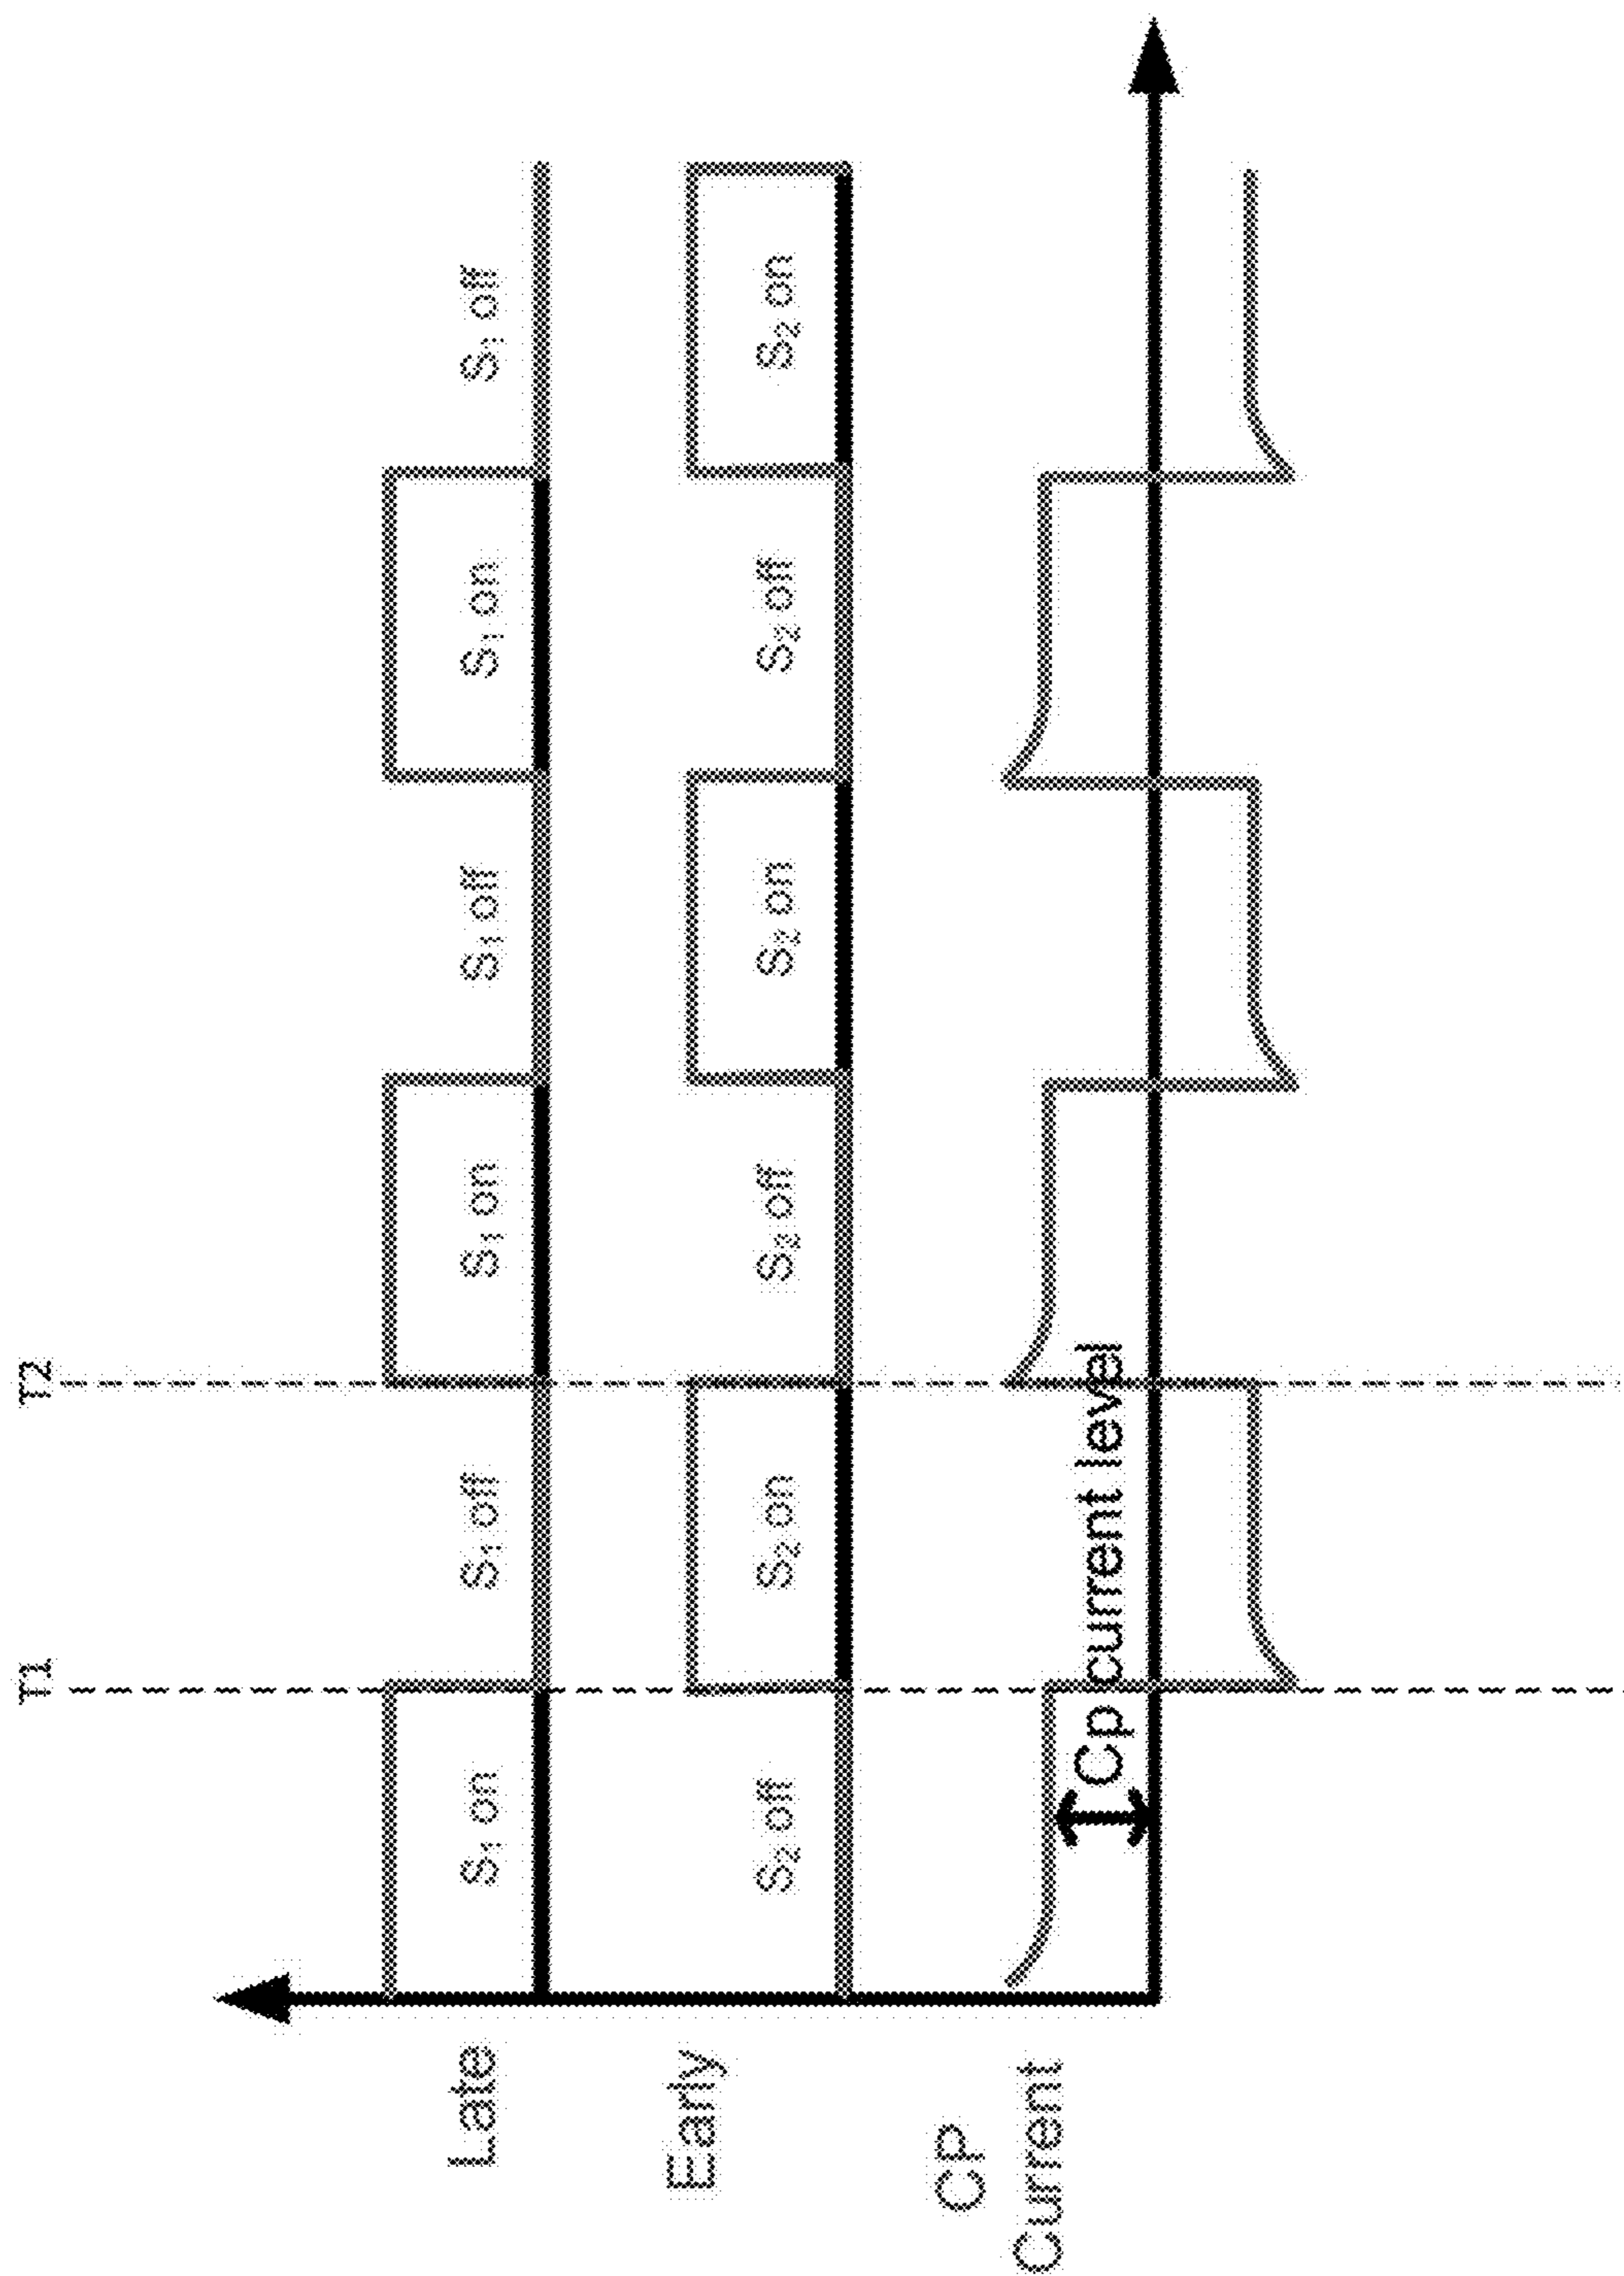 T1
T2
Late
S₁ on
S₁ off
S₁ on
S₁ off
S₁ on
S₁ off
Early
S₂ off
S₂ on
S₂ off
S₂ on
S₂ off
S₂ on
CP
Current
Cp current level